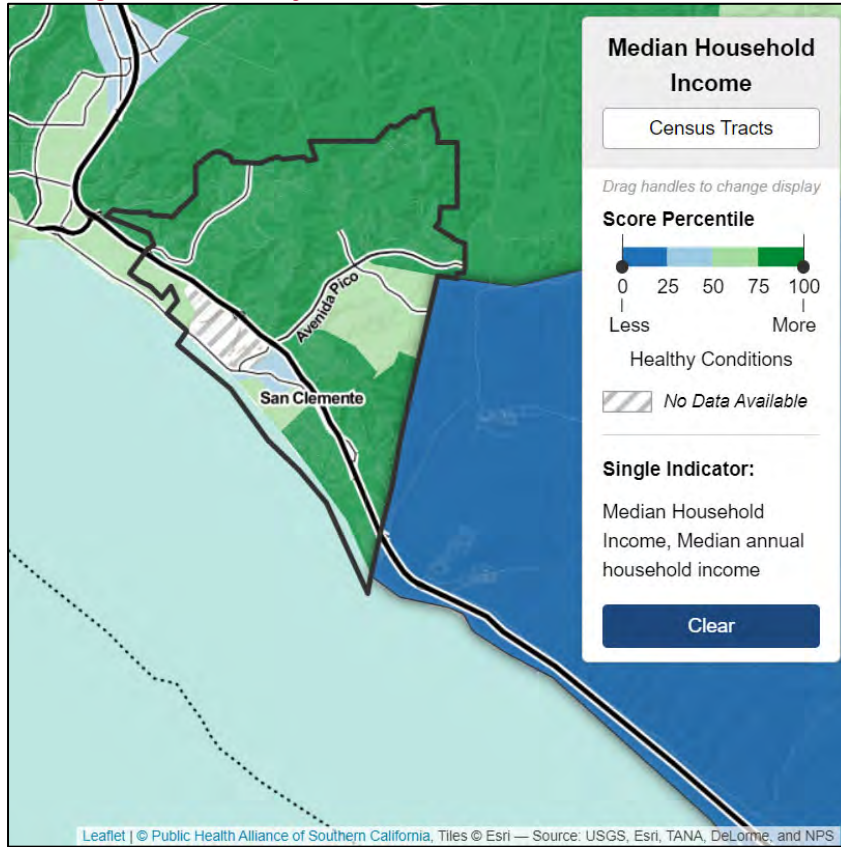 Median Household
Income
Census Tracts
Drag handles to change display
Score Percentile
0 25 50 75 100
Less More
Healthy Conditions
No Data Available
Single Indicator:
Median Household
Income, Median annual
household income
Clear
Avenida Pico
San Clemente
Leaflet | © Public Health Alliance of Southern California, Tiles © Esri — Source: USGS, Esri, TANA, DeLorme, and NPS